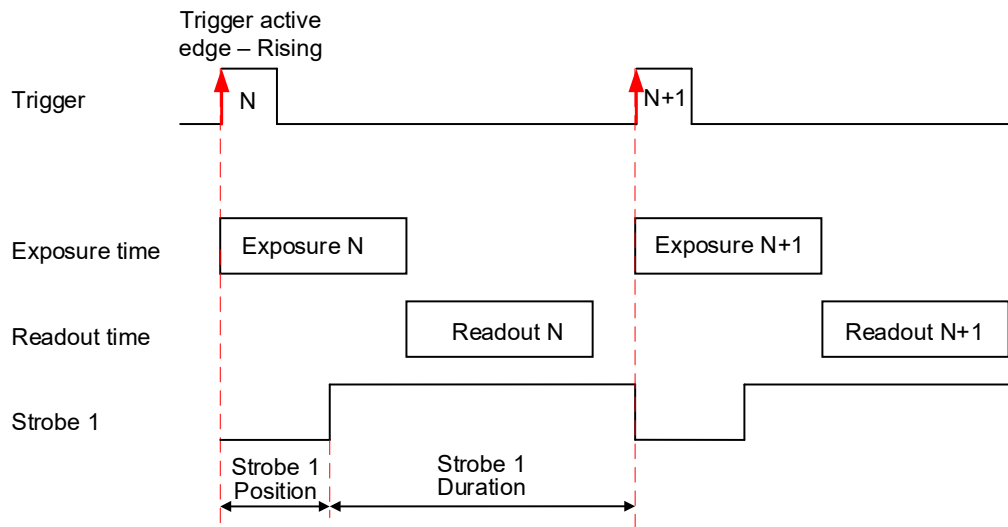 Trigger active
edge – Rising
Trigger
N
N+1
Exposure time
Exposure N
Exposure N+1
Readout time
Readout N
Readout N+1
Strobe 1
Strobe 1
Position
Strobe 1
Duration